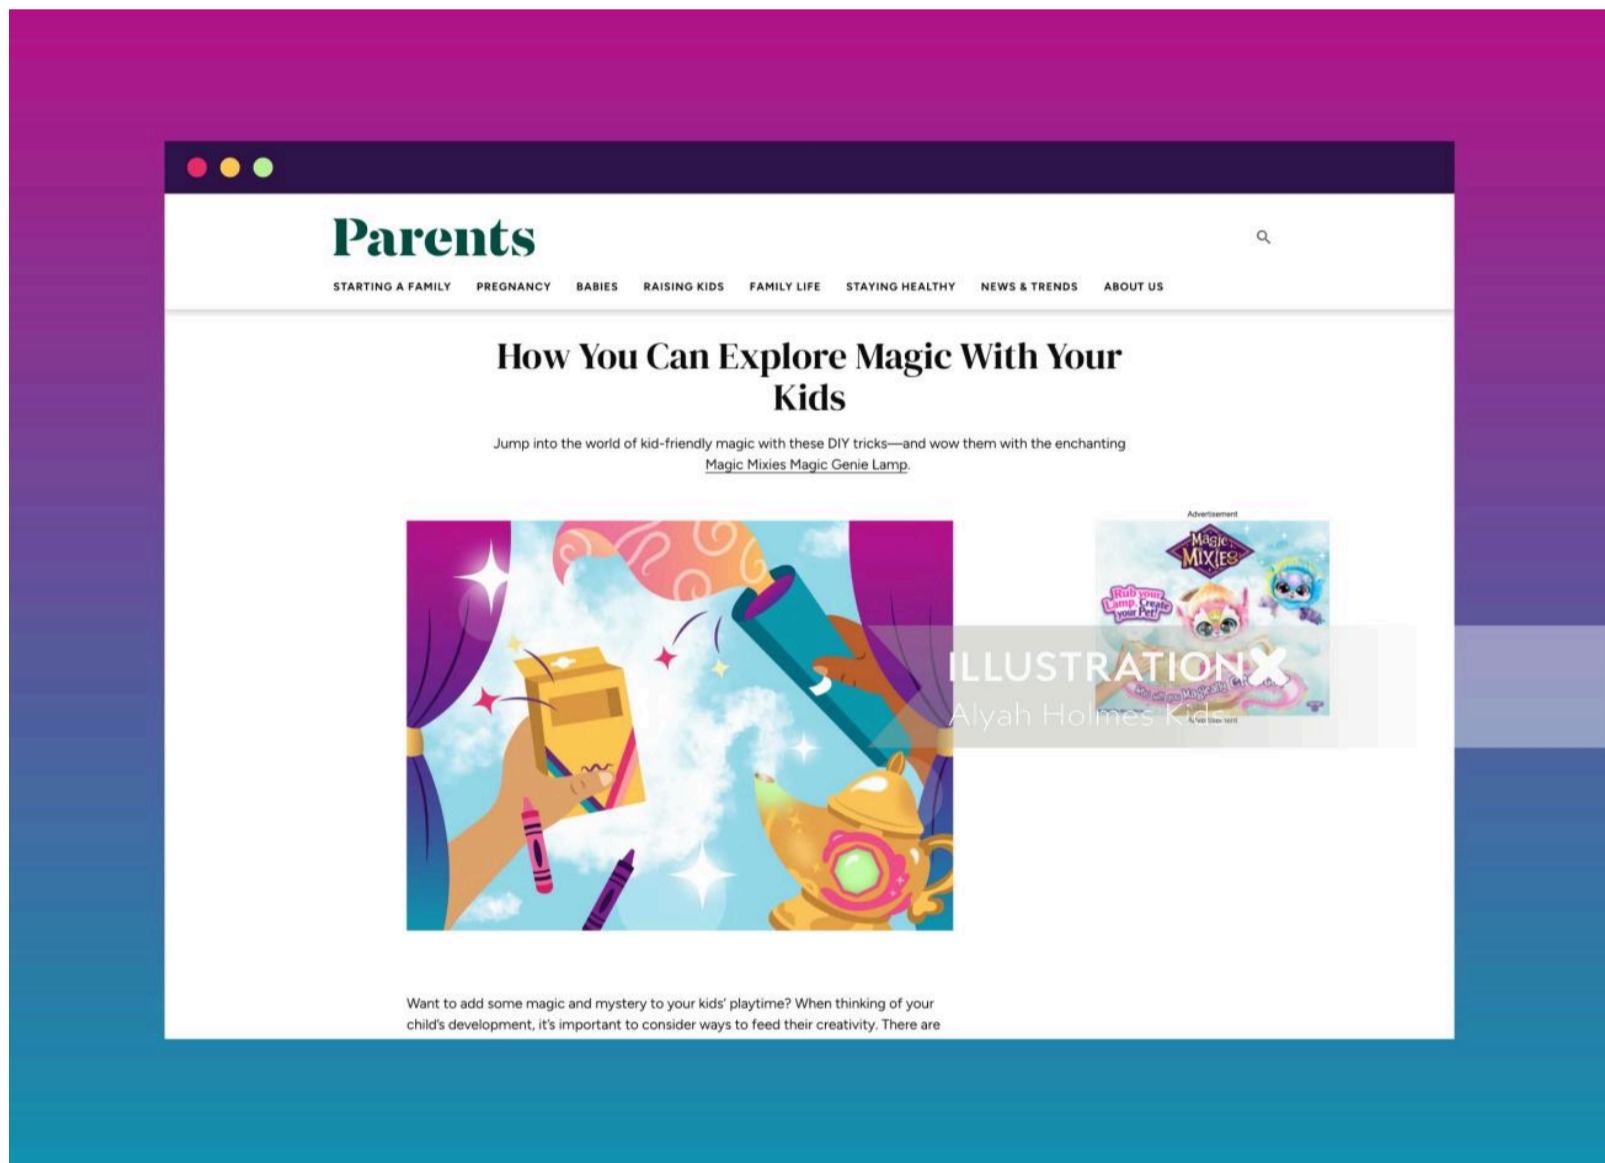 Parents
STARTING A FAMILY PREGNANCY BABIES RAISING KIDS FAMILY LIFE STAYING HEALTHY NEWS & TRENDS ABOUT US
How You Can Explore Magic With Your
Kids
Jump into the world of kid-friendly magic with these DIY tricks—and wow them with the enchanting
Magic Mixies Magic Genie Lamp.
Advertisement
Magic
MIXIES
Rub your
Lamp, Create
your Pet!
ILLUSTRATIONX
Alyah Holmes Kids
Advertisement
Want to add some magic and mystery to your kids' playtime? When thinking of your
child's development, it's important to consider ways to feed their creativity. There are